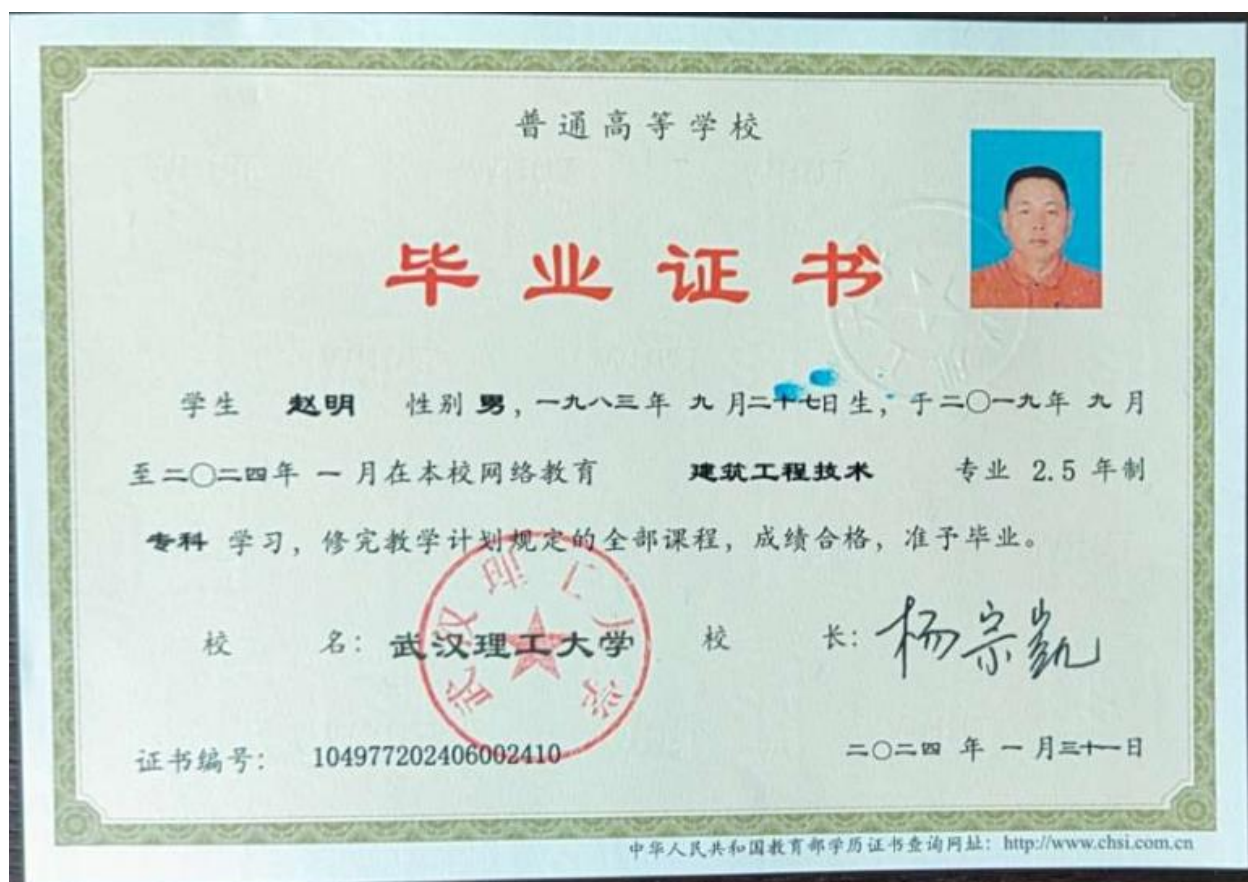 普通高等学校
毕业证书
学生 赵明 性别 男，一九八三年 九 月二十七日生，于二〇一九年 九 月
至二〇二四年 一 月在本校网络教育 建筑工程技术 专业 2.5 年制
专科 学习，修完教学计划规定的全部课程，成绩合格，准予毕业。
校 名：武汉理工大学 校 长：杨宗凯
武汉理工大学
证书编号： 104977202406002410 二〇二四 年 一 月三十一日
中华人民共和国教育部学历证书查询网址：http://www.chsi.com.cn